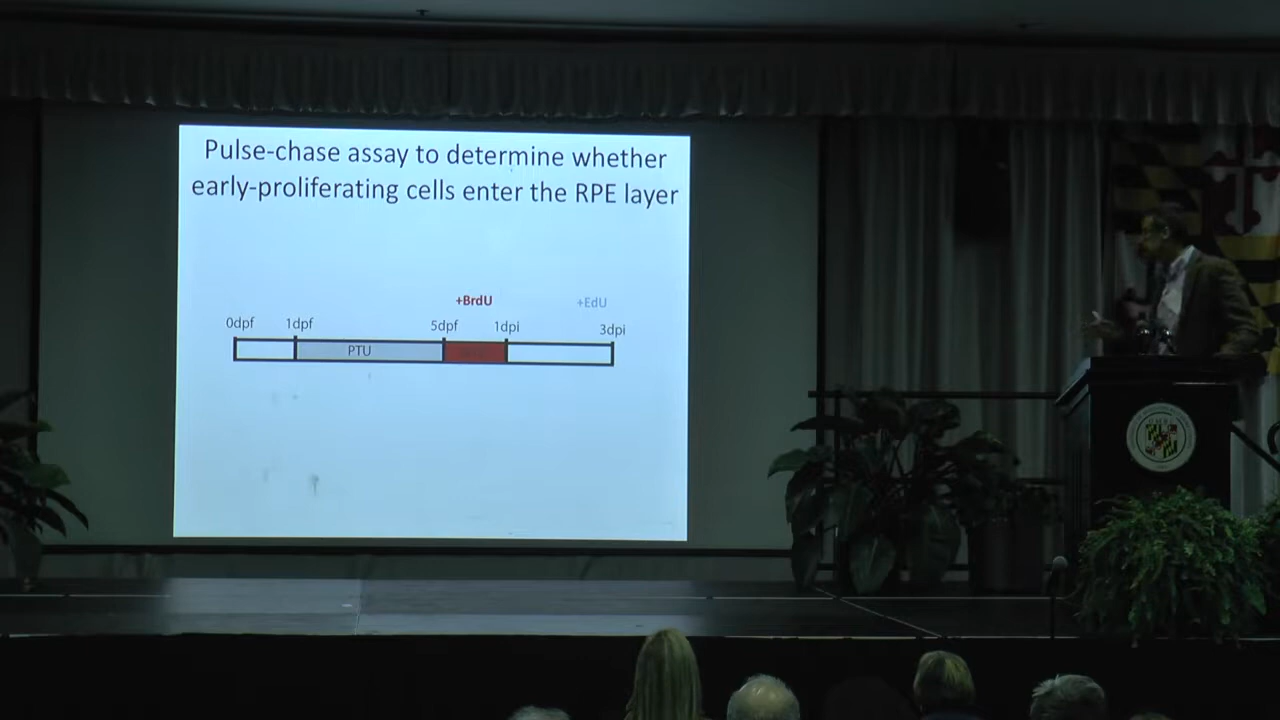 Pulse-chase assay to determine whether
early-proliferating cells enter the RPE layer
+BrdU +EdU
0dpf 1dpf 5dpf 1dpi 3dpi
PTU